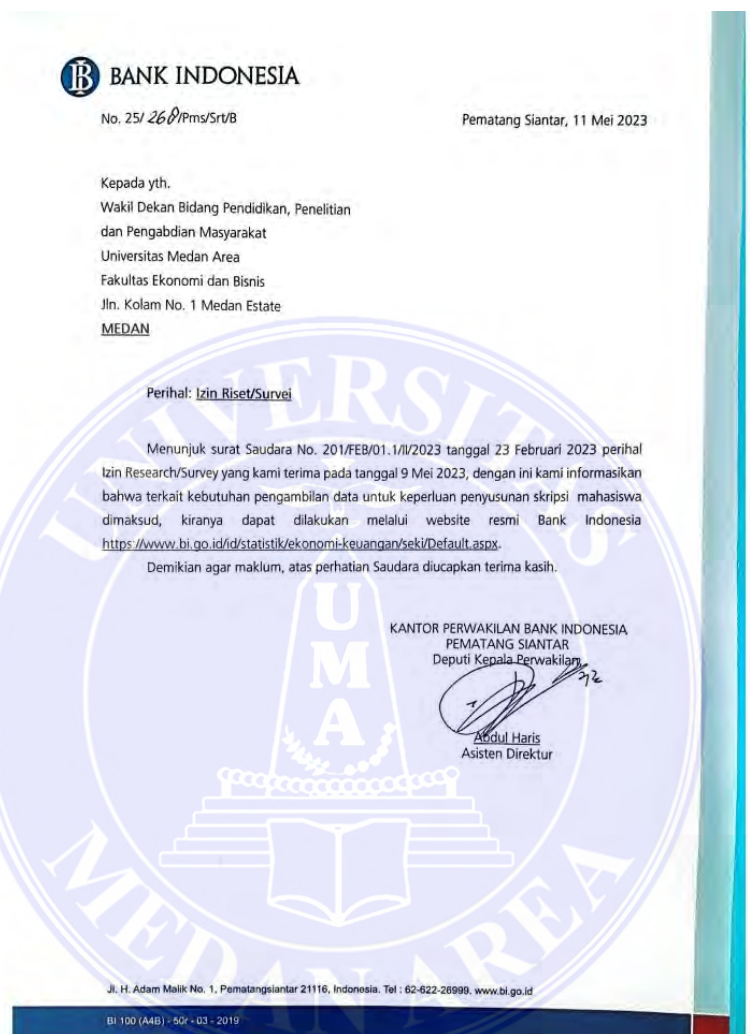 BANK INDONESIA
No. 25/ 268/Pms/Srt/B
Pematang Siantar, 11 Mei 2023
Kepada yth.
Wakil Dekan Bidang Pendidikan, Penelitian
dan Pengabdian Masyarakat
Universitas Medan Area
Fakultas Ekonomi dan Bisnis
Jln. Kolam No. 1 Medan Estate
MEDAN
Perihal: Izin Riset/Survei
Menunjuk surat Saudara No. 201/FEB/01.1/II/2023 tanggal 23 Februari 2023 perihal
Izin Research/Survey yang kami terima pada tanggal 9 Mei 2023, dengan ini kami informasikan
bahwa terkait kebutuhan pengambilan data untuk keperluan penyusunan skripsi mahasiswa
dimaksud, kiranya dapat dilakukan melalui website resmi Bank Indonesia
https://www.bi.go.id/id/statistik/ekonomi-keuangan/seki/Default.aspx.
Demikian agar maklum, atas perhatian Saudara diucapkan terima kasih.
KANTOR PERWAKILAN BANK INDONESIA
PEMATANG SIANTAR
Deputi Kepala Perwakilan
Abdul Haris
Asisten Direktur
UNIVERSITAS
UMA
MEDAN AREA
Jl. H. Adam Malik No. 1, Pematangsiantar 21116, Indonesia. Tel : 62-622-26999. www.bi.go.id
BI 100 (A4B) - 50r - 03 - 2019